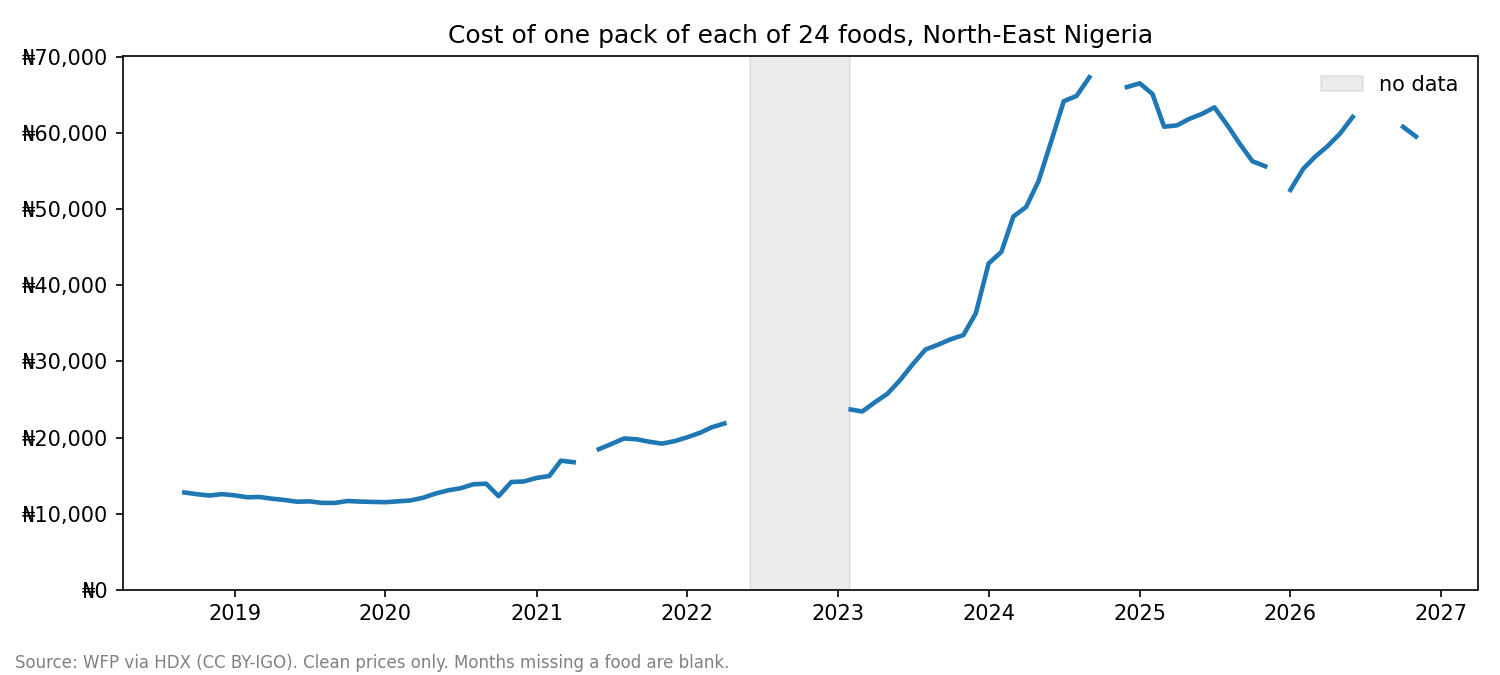 Cost of one pack of each of 24 foods, North-East Nigeria
₦70,000
₦60,000
₦50,000
₦40,000
₦30,000
₦20,000
₦10,000
₦0
no data
2019 2020 2021 2022 2023 2024 2025 2026 2027
Source: WFP via HDX (CC BY-IGO). Clean prices only. Months missing a food are blank.